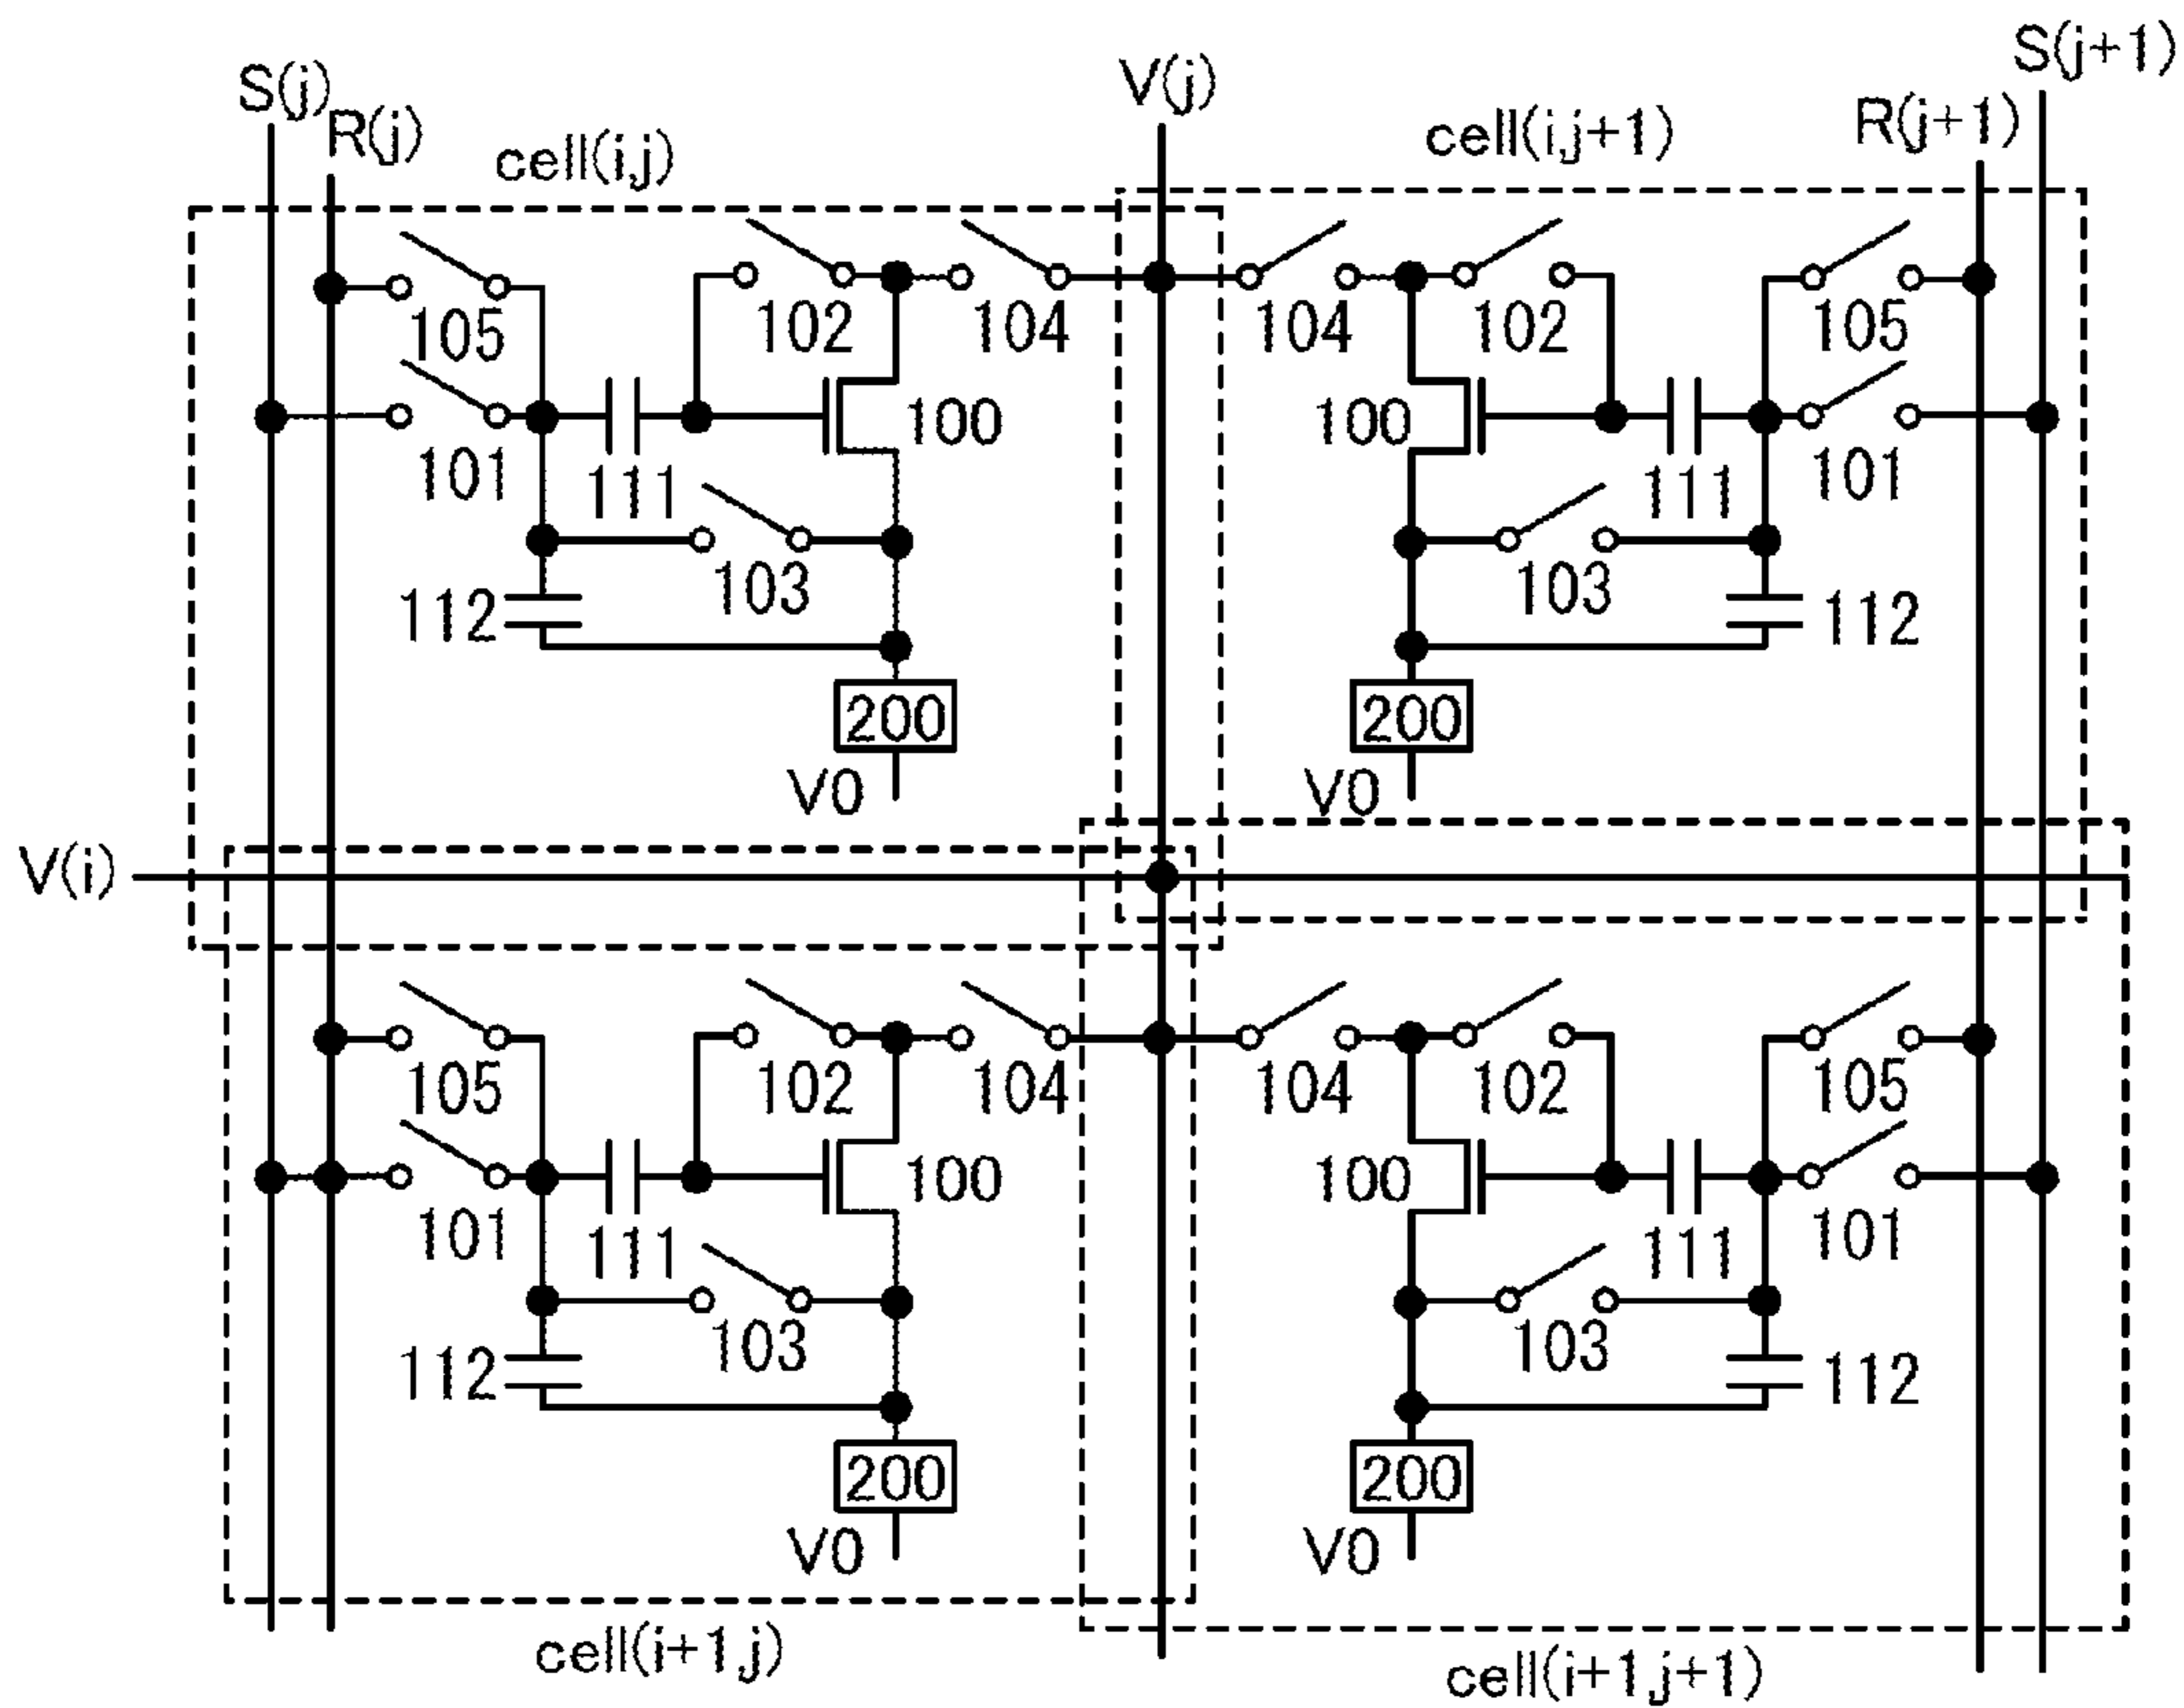 S(j+1)
S(j) V(j)
R(j) cell(i,j+1) R(j+1)
cell(i,j)
105 102 104 104 102 105
100 100
101 111 111 101
103 103
112 112
200 200
V0 V0
V(i)
105 102 104 104 102 105
100 100
101 111 111 101
103 103
112 112
200 200
V0 V0
cell(i+1,j)
cell(i+1,j+1)